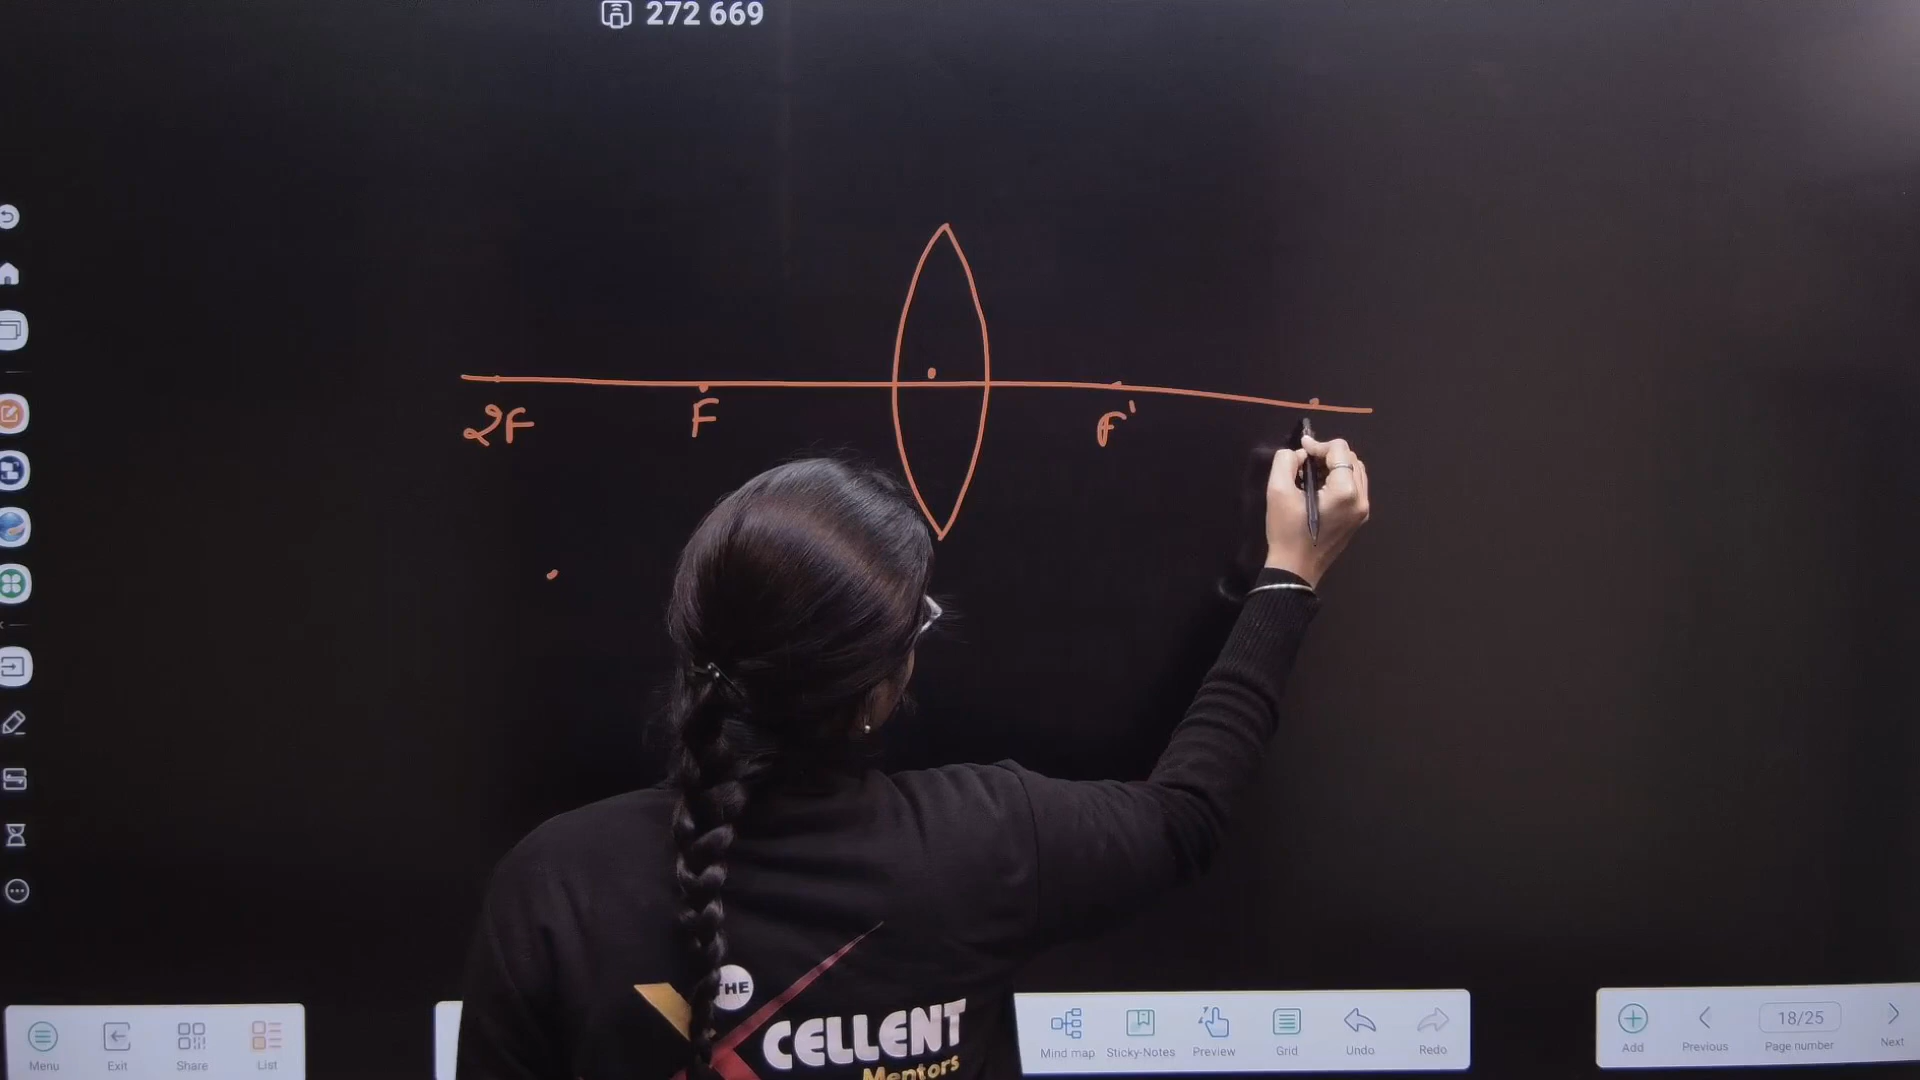 272 669
2F F F'
THE
XCELLENT
Mentors
Menu Exit Share List
Mind map Sticky-Notes Preview Grid Undo Redo
Add Previous 18/25 Page number Next